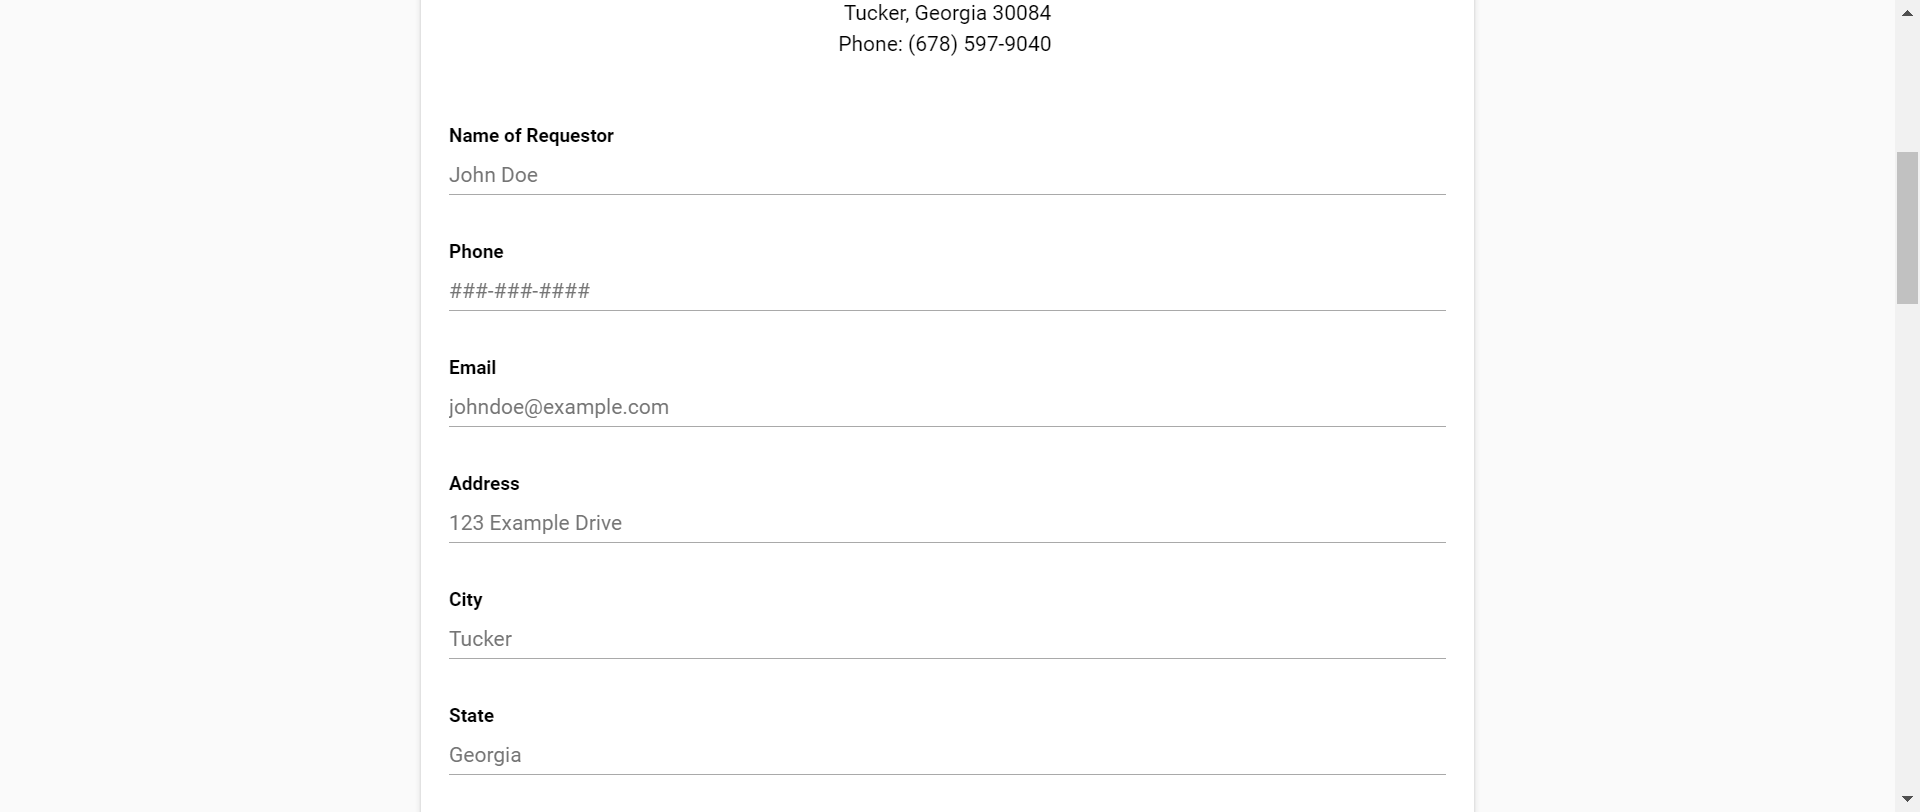 Tucker, Georgia 30084
Phone: (678) 597-9040
Name of Requestor
John Doe
Phone
###-###-####
Email
johndoe@example.com
Address
123 Example Drive
City
Tucker
State
Georgia